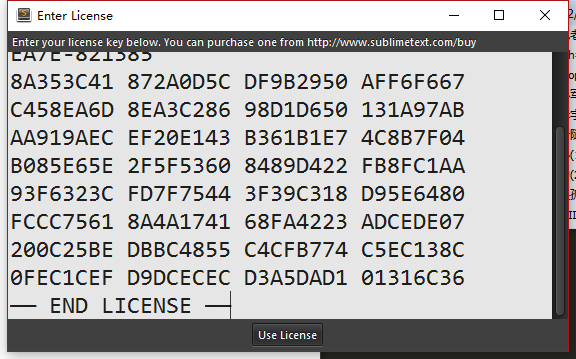 Enter License
Enter your license key below. You can purchase one from http://www.sublimetext.com/buy
EA7E-821385
8A353C41 872A0D5C DF9B2950 AFF6F667
C458EA6D 8EA3C286 98D1D650 131A97AB
AA919AEC EF20E143 B361B1E7 4C8B7F04
B085E65E 2F5F5360 8489D422 FB8FC1AA
93F6323C FD7F7544 3F39C318 D95E6480
FCCC7561 8A4A1741 68FA4223 ADCEDE07
200C25BE DBBC4855 C4CFB774 C5EC138C
0FEC1CEF D9DCECEC D3A5DAD1 01316C36
—— END LICENSE ——
Use License